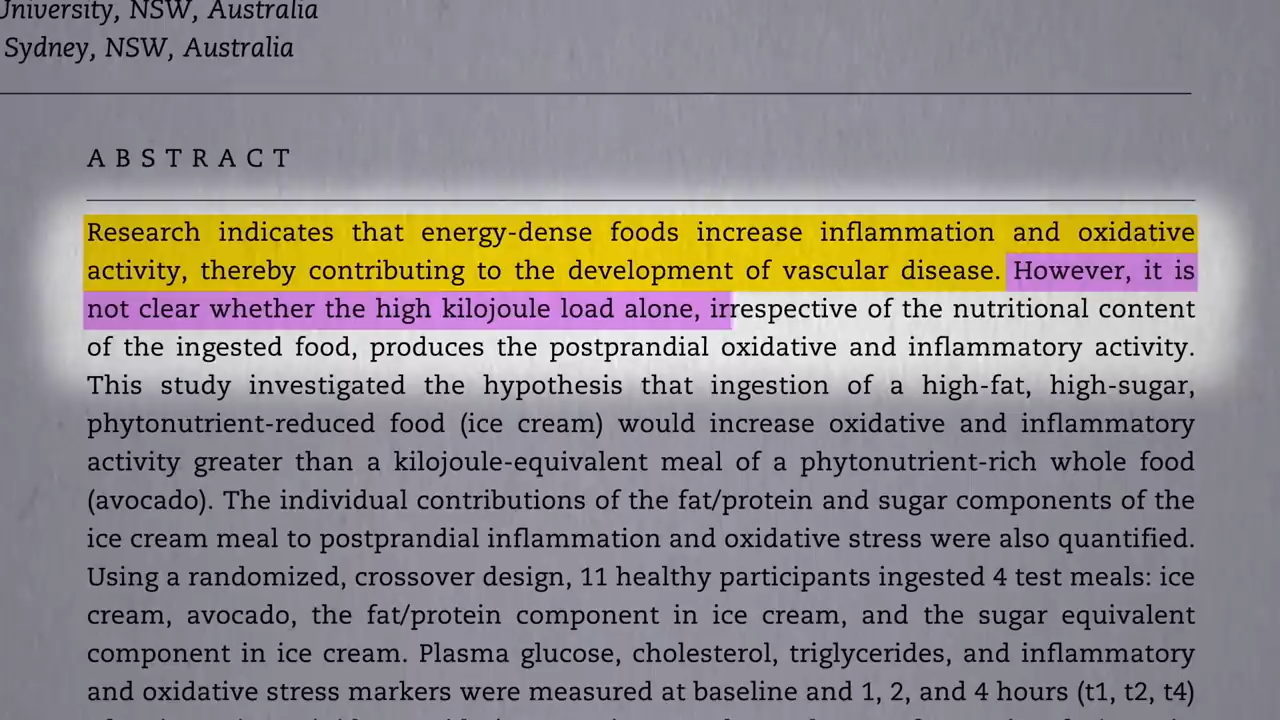 University, NSW, Australia
Sydney, NSW, Australia
ABSTRACT
Research indicates that energy-dense foods increase inflammation and oxidative
activity, thereby contributing to the development of vascular disease. However, it is
not clear whether the high kilojoule load alone, irrespective of the nutritional content
of the ingested food, produces the postprandial oxidative and inflammatory activity.
This study investigated the hypothesis that ingestion of a high-fat, high-sugar,
phytonutrient-reduced food (ice cream) would increase oxidative and inflammatory
activity greater than a kilojoule-equivalent meal of a phytonutrient-rich whole food
(avocado). The individual contributions of the fat/protein and sugar components of the
ice cream meal to postprandial inflammation and oxidative stress were also quantified.
Using a randomized, crossover design, 11 healthy participants ingested 4 test meals: ice
cream, avocado, the fat/protein component in ice cream, and the sugar equivalent
component in ice cream. Plasma glucose, cholesterol, triglycerides, and inflammatory
and oxidative stress markers were measured at baseline and 1, 2, and 4 hours (t1, t2, t4)